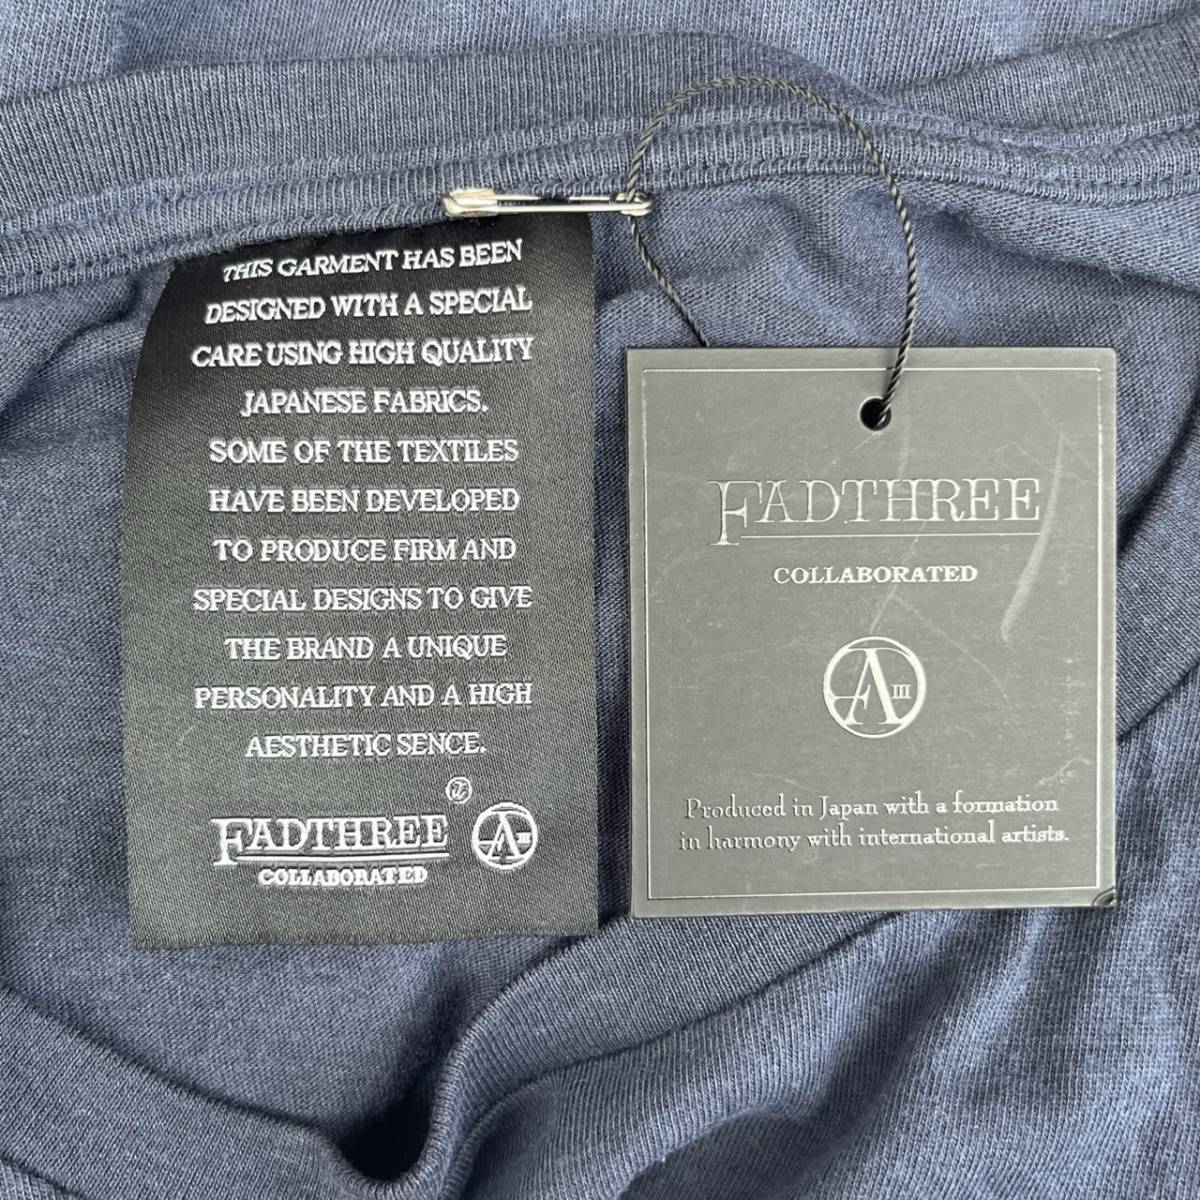 THIS GARMENT HAS BEEN
DESIGNED WITH A SPECIAL
CARE USING HIGH QUALITY
JAPANESE FABRICS.
SOME OF THE TEXTILES
HAVE BEEN DEVELOPED
TO PRODUCE FIRM AND
SPECIAL DESIGNS TO GIVE
THE BRAND A UNIQUE
PERSONALITY AND A HIGH
AESTHETIC SENCE.
FADTHREE
COLLABORATED
A III
FADTHREE
COLLABORATED
A III
Produced in Japan with a formation
in harmony with international artists.